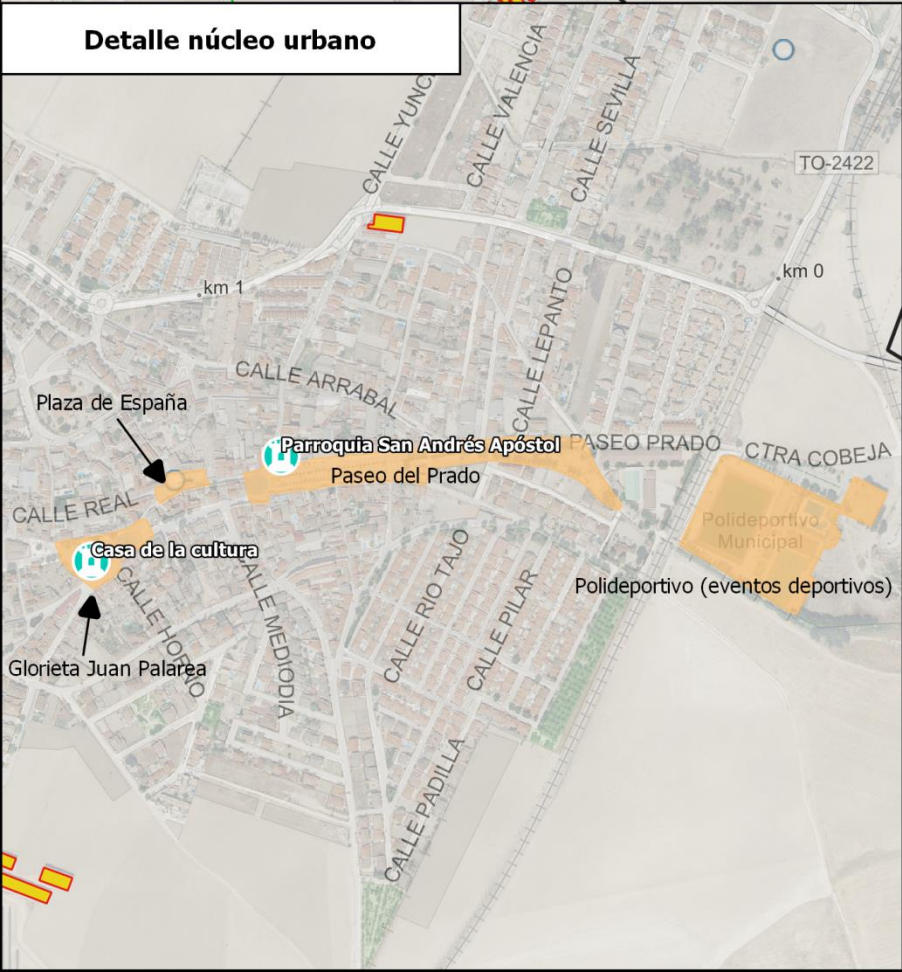 Detalle núcleo urbano
CALLE YUNC
CALLE VALENCIA
CALLE SEVILLA
TO-2422
km 0
km 1
CALLE LEPANTO
CALLE ARRABAL
Plaza de España
Parroquia San Andrés Apóstol
PASEO PRADO
CTRA COBEJA
Paseo del Prado
CALLE REAL
Polideportivo
Municipal
Casa de la cultura
Polideportivo (eventos deportivos)
CALLE HORNO
CALLE MEDIODIA
CALLE RIO TAJO
CALLE PILAR
Glorieta Juan Palarea
CALLE PADILLA